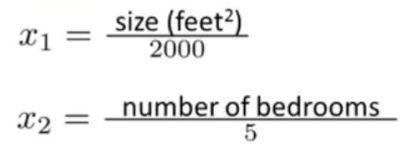 x₁ = size (feet²)
2000
x₂ = number of bedrooms
5